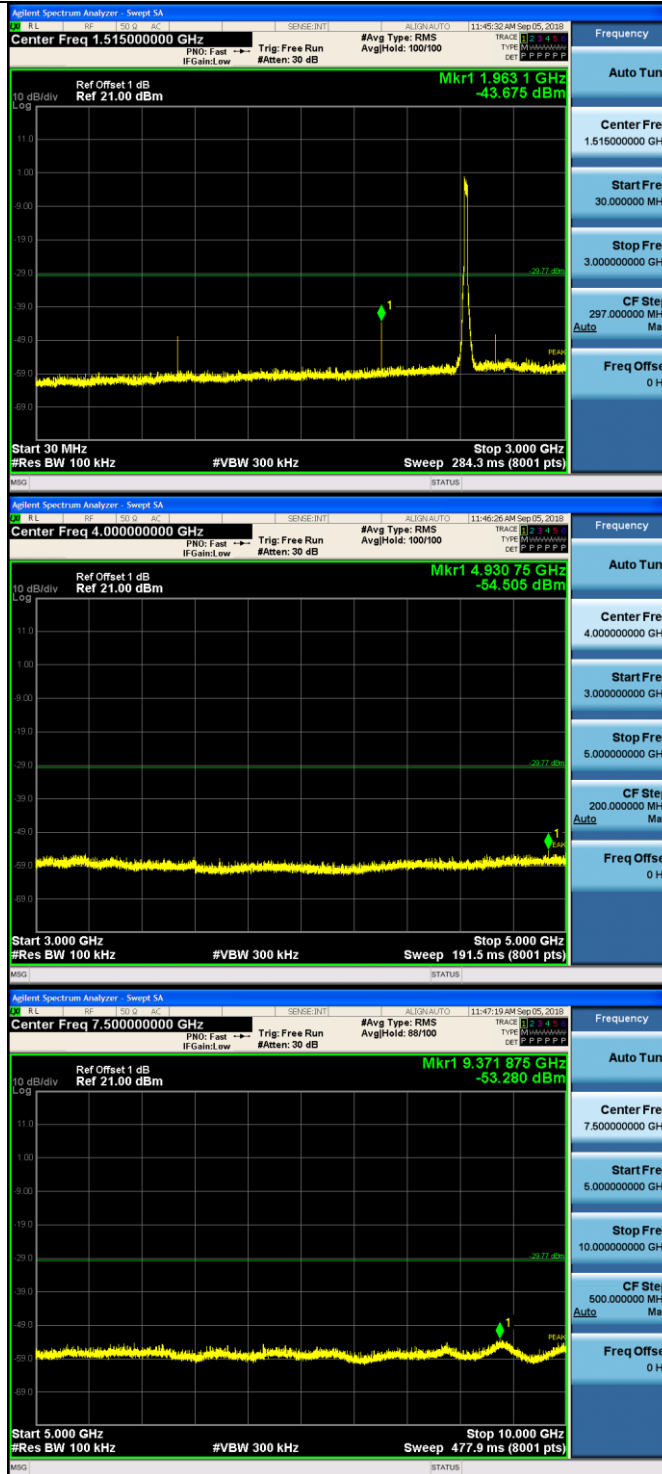 Agilent Spectrum Analyzer - Swept SA
RL RF 50 Ω AC SENSE:INT ALIGN AUTO 11:45:32 AM Sep 05, 2018
Center Freq 1.515000000 GHz
PNO: Fast Trig: Free Run
IFGain:Low #Atten: 30 dB
#Avg Type: RMS
Avg|Hold: 100/100
TRACE 1 2 3 4 5 6
TYPE M
DET P P P P P P
Frequency
Auto Tun
Mkr1 1.963 1 GHz
-43.675 dBm
Ref Offset 1 dB
10 dB/div Ref 21.00 dBm
Log
11.0
1.00
-9.00
-19.0
-29.0
-39.0
-49.0
-59.0
-69.0
-29.77 dBm
1
PEAK
Center Fre
1.515000000 GH
Start Fre
30.000000 MH
Stop Fre
3.000000000 GH
CF Ste
297.000000 MH
Auto Ma
Freq Offse
0 H
Start 30 MHz Stop 3.000 GHz
#Res BW 100 kHz #VBW 300 kHz Sweep 284.3 ms (8001 pts)
MSG STATUS
Agilent Spectrum Analyzer - Swept SA
RL RF 50 Ω AC SENSE:INT ALIGN AUTO 11:46:26 AM Sep 05, 2018
Center Freq 4.000000000 GHz
PNO: Fast Trig: Free Run
IFGain:Low #Atten: 30 dB
#Avg Type: RMS
Avg|Hold: 100/100
TRACE 1 2 3 4 5 6
TYPE M
DET P P P P P P
Frequency
Auto Tun
Mkr1 4.930 75 GHz
-54.505 dBm
Ref Offset 1 dB
10 dB/div Ref 21.00 dBm
Log
11.0
1.00
-9.00
-19.0
-29.0
-39.0
-49.0
-59.0
-69.0
-29.77 dBm
1
PEAK
Center Fre
4.000000000 GH
Start Fre
3.000000000 GH
Stop Fre
5.000000000 GH
CF Ste
200.000000 MH
Auto Ma
Freq Offse
0 H
Start 3.000 GHz Stop 5.000 GHz
#Res BW 100 kHz #VBW 300 kHz Sweep 191.5 ms (8001 pts)
MSG STATUS
Agilent Spectrum Analyzer - Swept SA
RL RF 50 Ω AC SENSE:INT ALIGN AUTO 11:47:19 AM Sep 05, 2018
Center Freq 7.500000000 GHz
PNO: Fast Trig: Free Run
IFGain:Low #Atten: 30 dB
#Avg Type: RMS
Avg|Hold: 88/100
TRACE 1 2 3 4 5 6
TYPE M
DET P P P P P P
Frequency
Auto Tun
Mkr1 9.371 875 GHz
-53.280 dBm
Ref Offset 1 dB
10 dB/div Ref 21.00 dBm
Log
11.0
1.00
-9.00
-19.0
-29.0
-39.0
-49.0
-59.0
-69.0
-29.77 dBm
1
PEAK
Center Fre
7.500000000 GH
Start Fre
5.000000000 GH
Stop Fre
10.000000000 GH
CF Ste
500.000000 MH
Auto Ma
Freq Offse
0 H
Start 5.000 GHz Stop 10.000 GHz
#Res BW 100 kHz #VBW 300 kHz Sweep 477.9 ms (8001 pts)
MSG STATUS